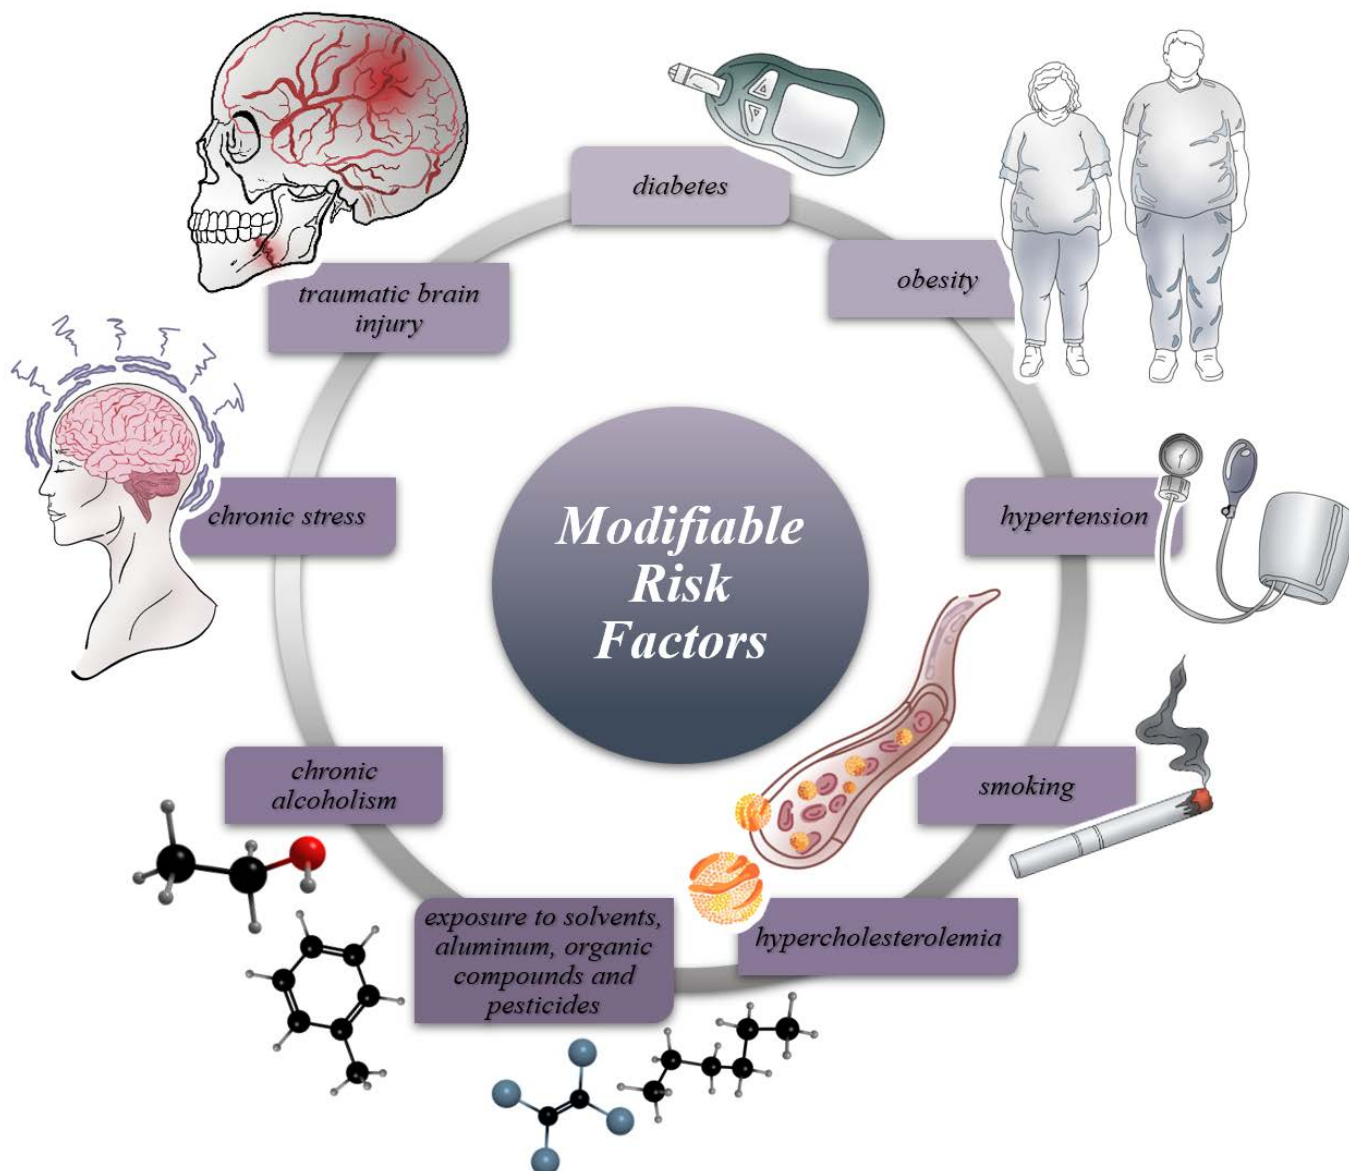 diabetes
obesity
hypertension
smoking
hypercholesterolemia
exposure to solvents,
aluminum, organic
compounds and
pesticides
chronic
alcoholism
chronic stress
traumatic brain
injury
Modifiable
Risk
Factors